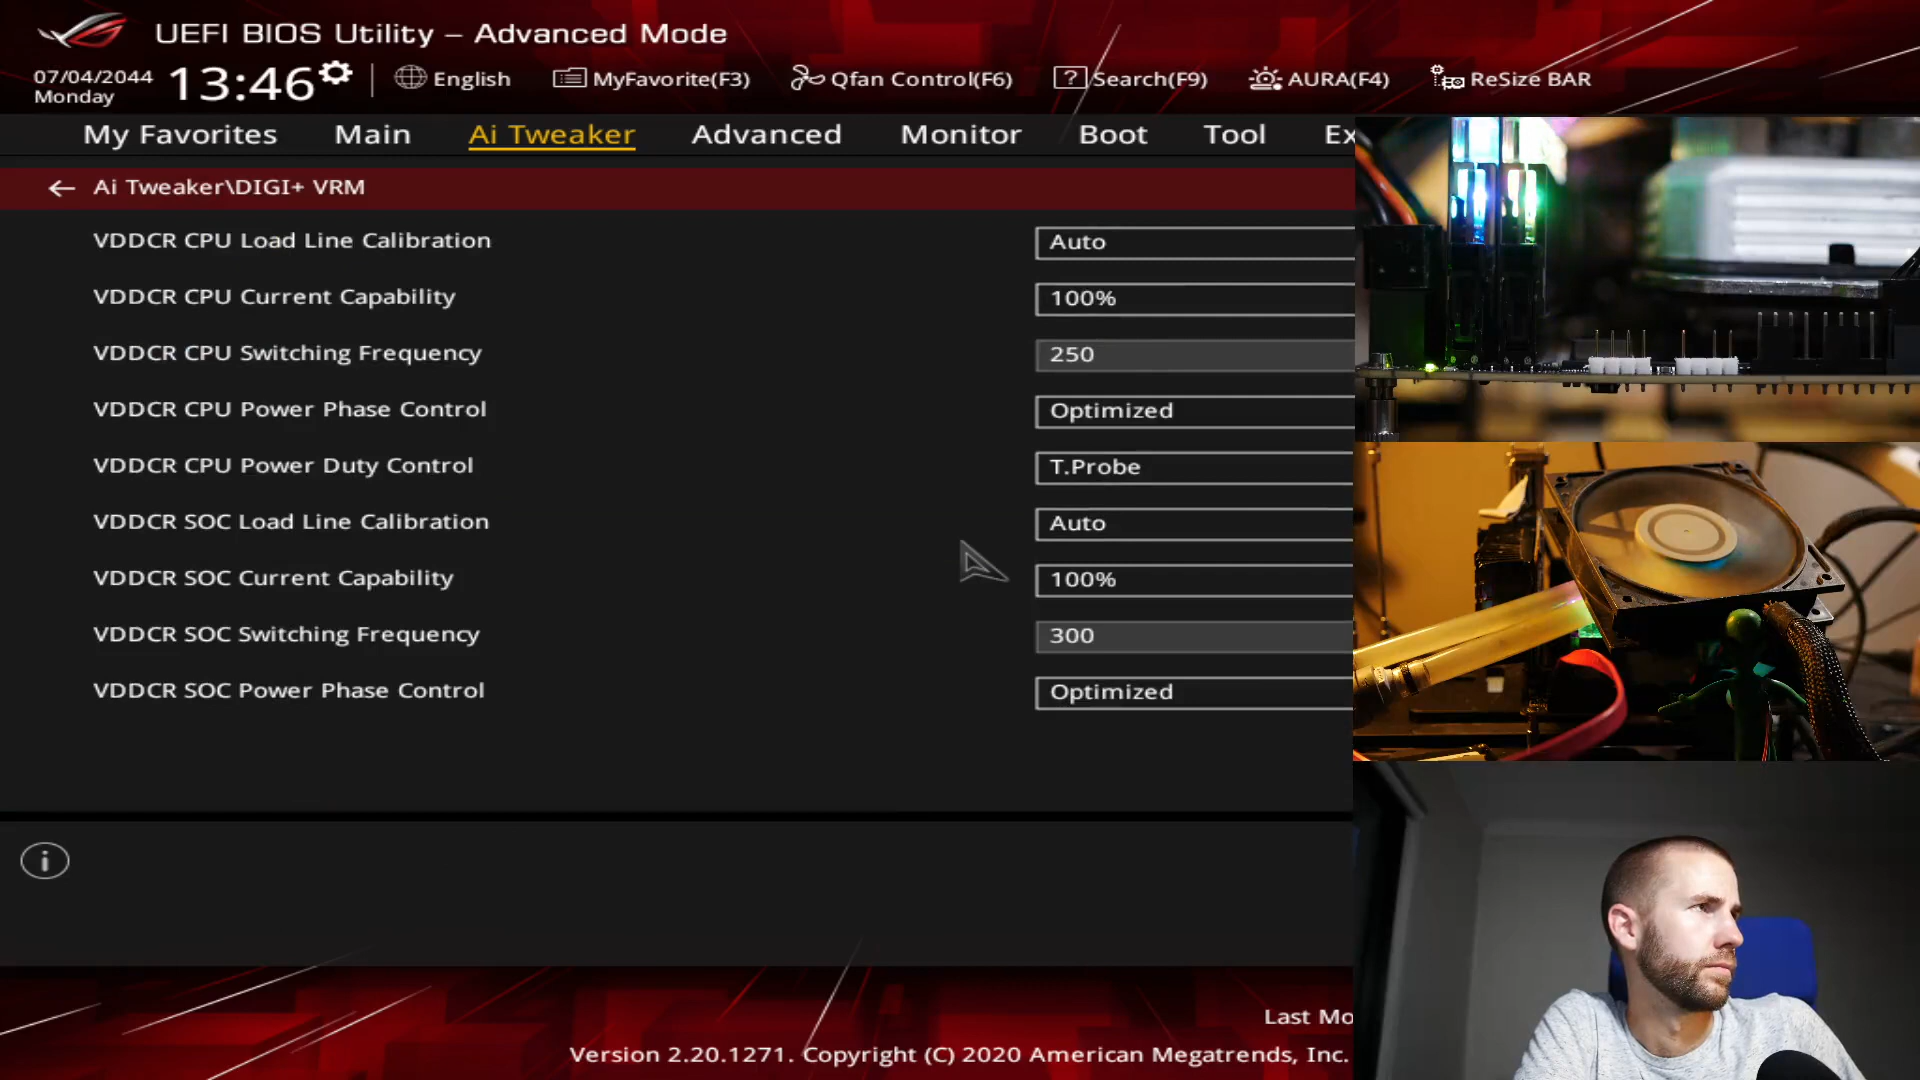 UEFI BIOS Utility – Advanced Mode
07/04/2044
Monday
13:46
English
MyFavorite(F3)
Qfan Control(F6)
? Search(F9)
AURA(F4)
ReSize BAR
My Favorites
Main
Ai Tweaker
Advanced
Monitor
Boot
Tool
Ex
Ai Tweaker\DIGI+ VRM
VDDCR CPU Load Line Calibration
Auto
VDDCR CPU Current Capability
100%
VDDCR CPU Switching Frequency
250
VDDCR CPU Power Phase Control
Optimized
VDDCR CPU Power Duty Control
T.Probe
VDDCR SOC Load Line Calibration
Auto
VDDCR SOC Current Capability
100%
VDDCR SOC Switching Frequency
300
VDDCR SOC Power Phase Control
Optimized
i
Last Mo
Version 2.20.1271. Copyright (C) 2020 American Megatrends, Inc.